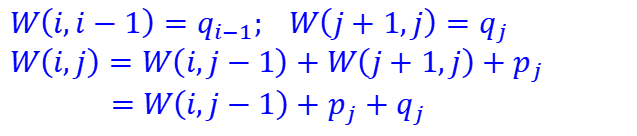 W(i, i − 1) = q_{i−1};   W(j + 1, j) = q_j
W(i, j) = W(i, j − 1) + W(j + 1, j) + p_j
= W(i, j − 1) + p_j + q_j